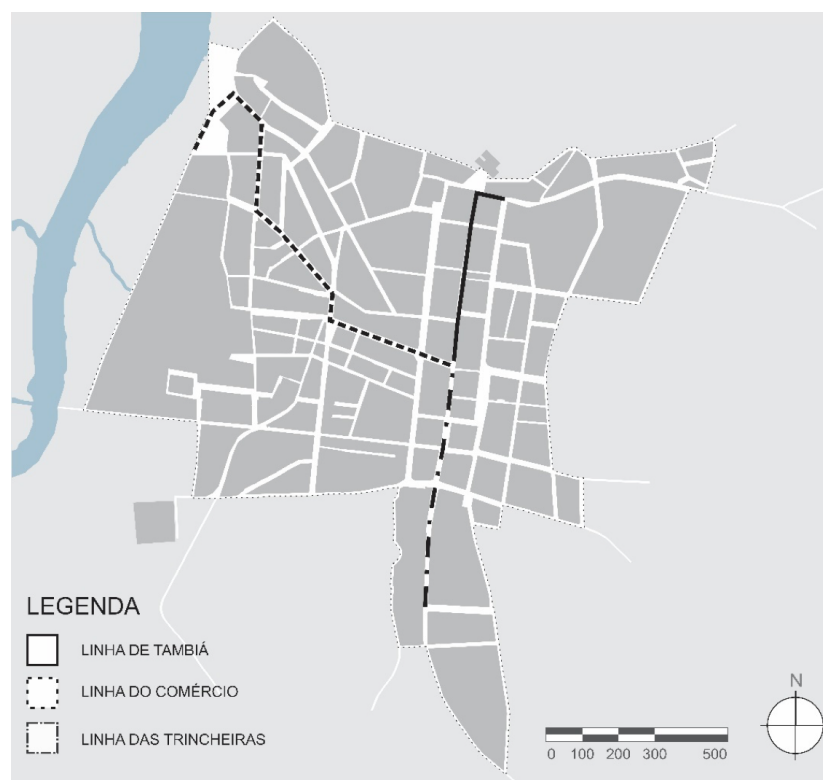 LEGENDA
LINHA DE TAMBIÁ
LINHA DO COMÉRCIO
LINHA DAS TRINCHEIRAS
0 100 200 300 500
N